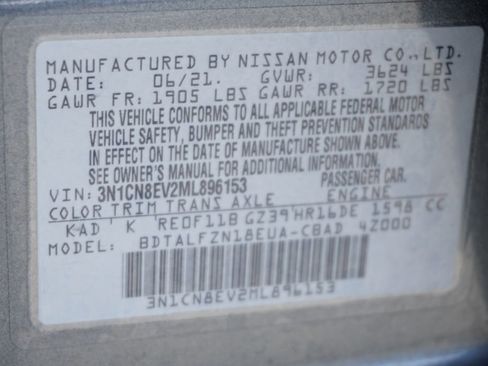 MANUFACTURED BY NISSAN MOTOR CO., LTD.
DATE: 06/21. GVWR: 3624 LBS
GAWR FR: 1905 LBS GAWR RR: 1720 LBS
THIS VEHICLE CONFORMS TO ALL APPLICABLE FEDERAL MOTOR
VEHICLE SAFETY, BUMPER AND THEFT PREVENTION STANDARDS
IN EFFECT ON THE DATE OF MANUFACTURE SHOWN ABOVE.
SEE OWNER'S MANUAL FOR ADDITIONAL INFORMATION.
VIN: 3N1CN8EV2ML896153 PASSENGER CAR.
COLOR TRIM TRANS AXLE ENGINE
KAD K RE0F11B GZ39 HR16DE 1598 CC
MODEL: BDTALFZN18EUA-CBAD 4Z000
3N1CN8EV2ML896153